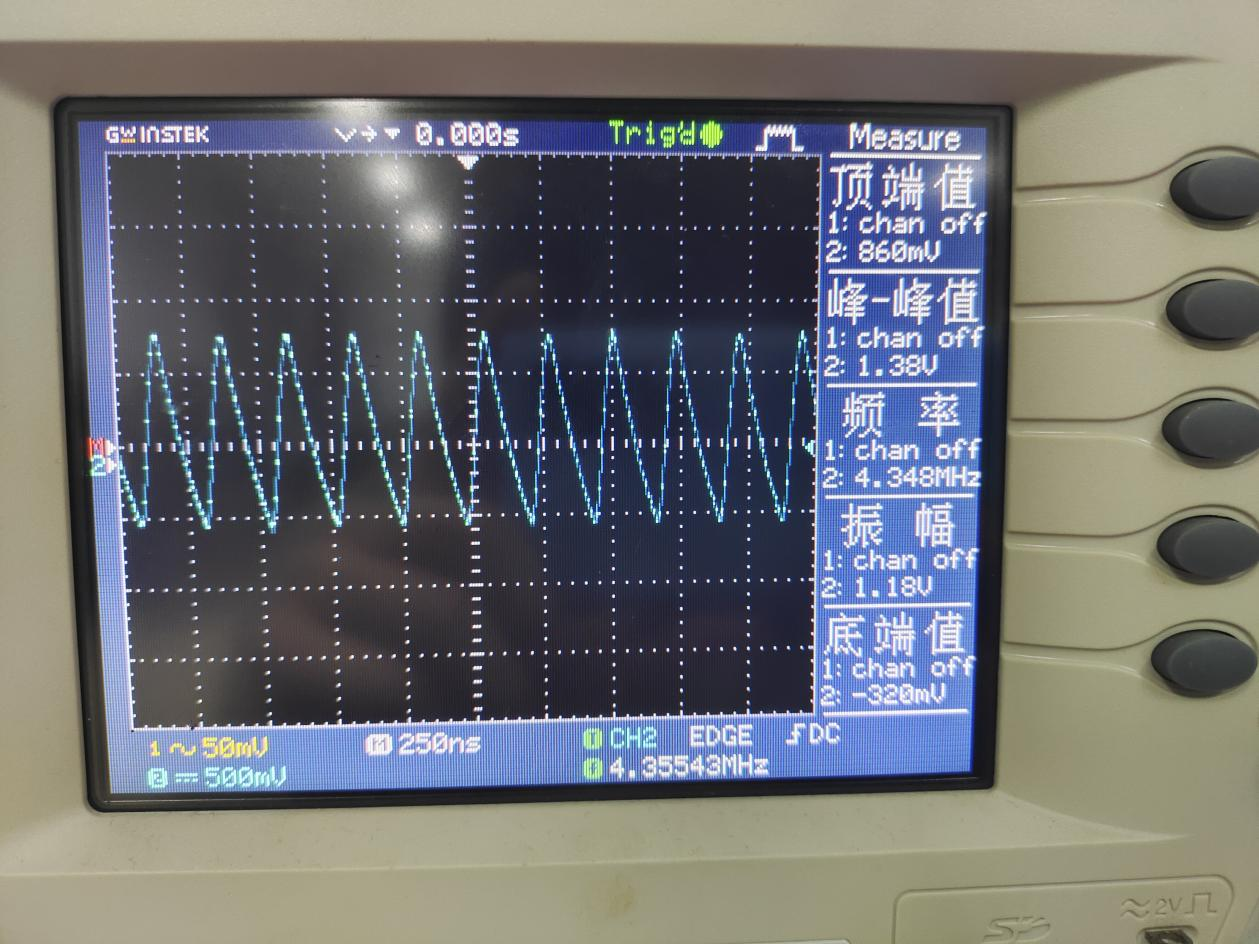 GWINSTEK 0.000s Trig'd Measure
顶端值
1: chan off
2: 860mV
峰-峰值
1: chan off
2: 1.38V
频率
1: chan off
2: 4.348MHz
振幅
1: chan off
2: 1.18V
底端值
1: chan off
2: -320mV
M
2
1 50mV M 250ns T CH2 EDGE DC
2 500mV F 4.35543MHz
2V